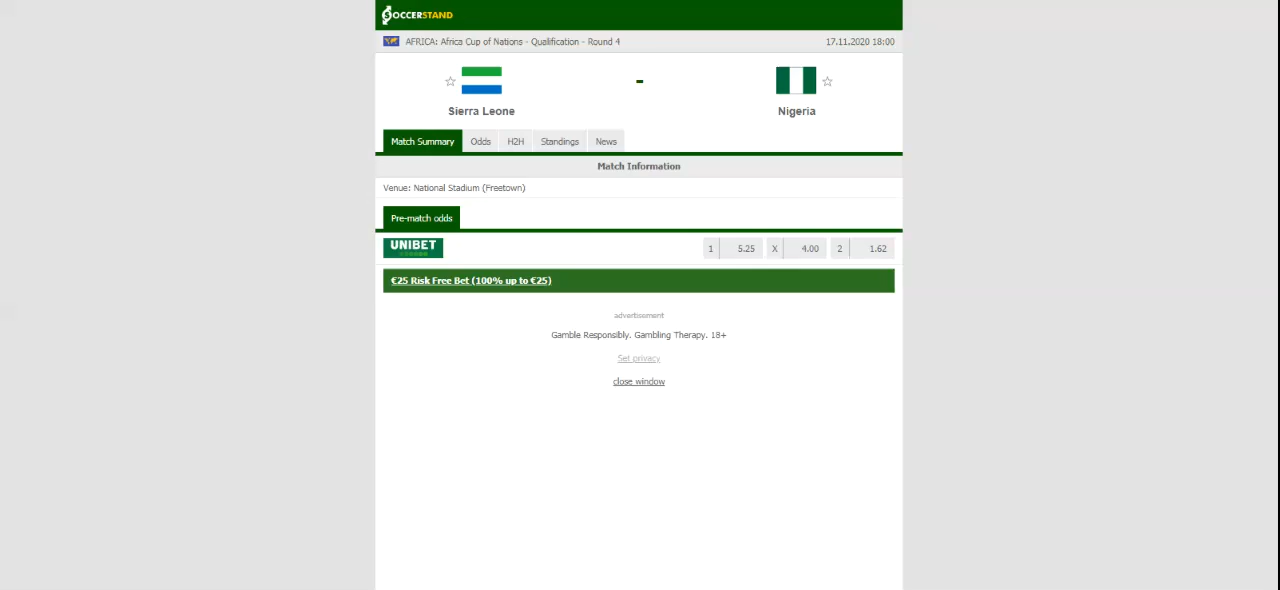 SOCCERSTAND
AFRICA: Africa Cup of Nations - Qualification - Round 4 17.11.2020 18:00
-
Sierra Leone Nigeria
Match Summary Odds H2H Standings News
Match Information
Venue: National Stadium (Freetown)
Pre-match odds
UNIBET 1 5.25 X 4.00 2 1.62
€25 Risk Free Bet (100% up to €25)
advertisement
Gamble Responsibly. Gambling Therapy. 18+
Set privacy
close window